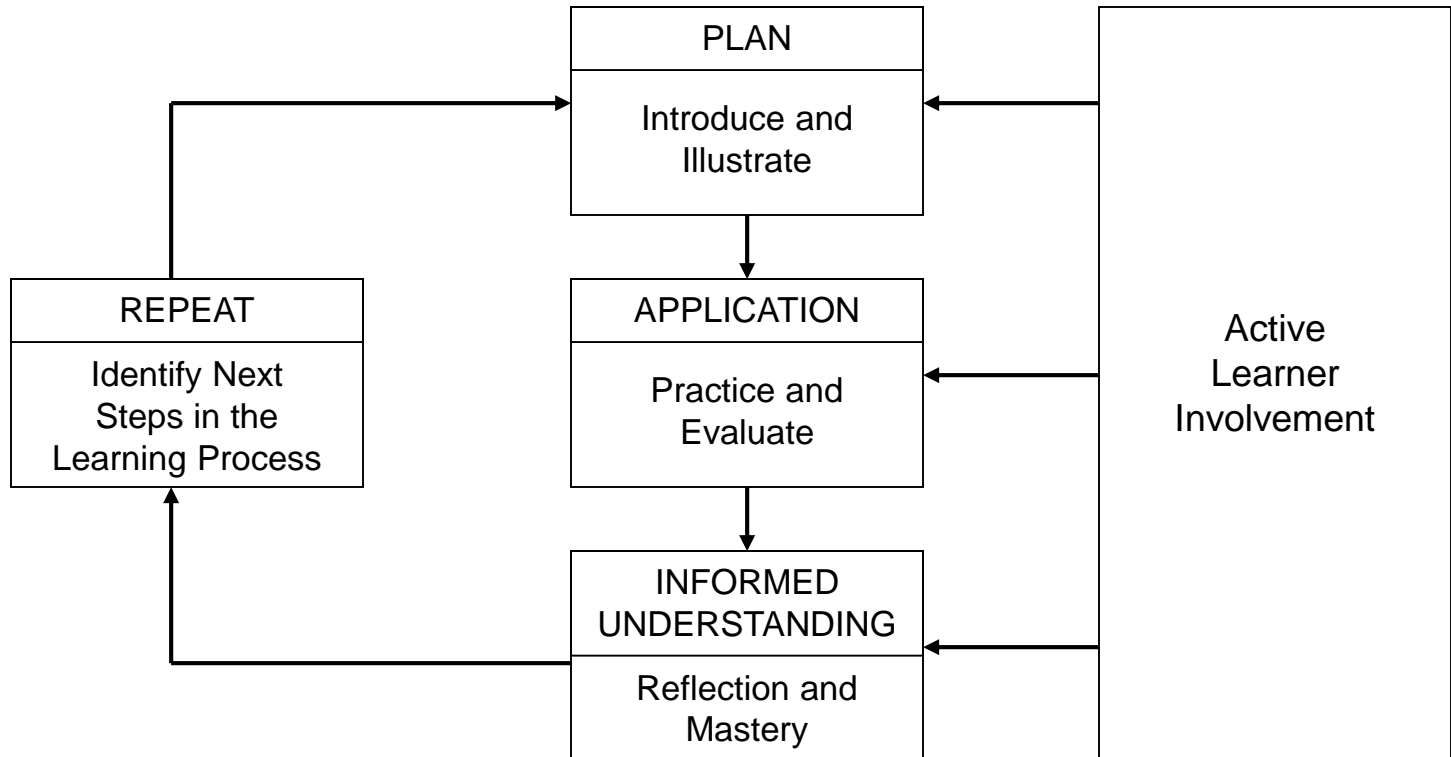 PLAN
Introduce and
Illustrate
REPEAT
Identify Next
Steps in the
Learning Process
APPLICATION
Practice and
Evaluate
INFORMED
UNDERSTANDING
Reflection and
Mastery
Active
Learner
Involvement